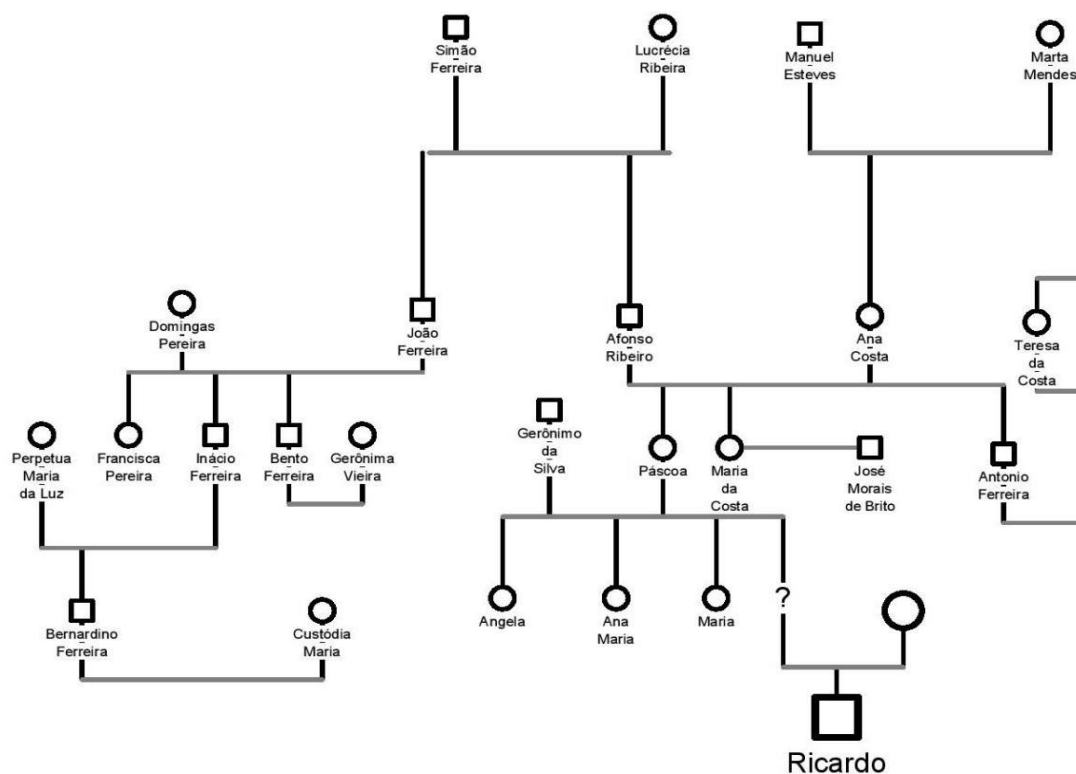 Simão
Ferreira
Lucrécia
Ribeira
Manuel
Esteves
Marta
Mendes
Domingas
Pereira
João
Ferreira
Afonso
Ribeiro
Ana
Costa
Teresa
da
Costa
Perpetua
Maria
da Luz
Francisca
Pereira
Inácio
Ferreira
Bento
Ferreira
Gerônima
Vieira
Gerônimo
da
Silva
Páscoa
Maria
da
Costa
José
Morais
de Brito
Antonio
Ferreira
Bernardino
Ferreira
Custódia
Maria
Angela
Ana
Maria
Maria
?
Ricardo